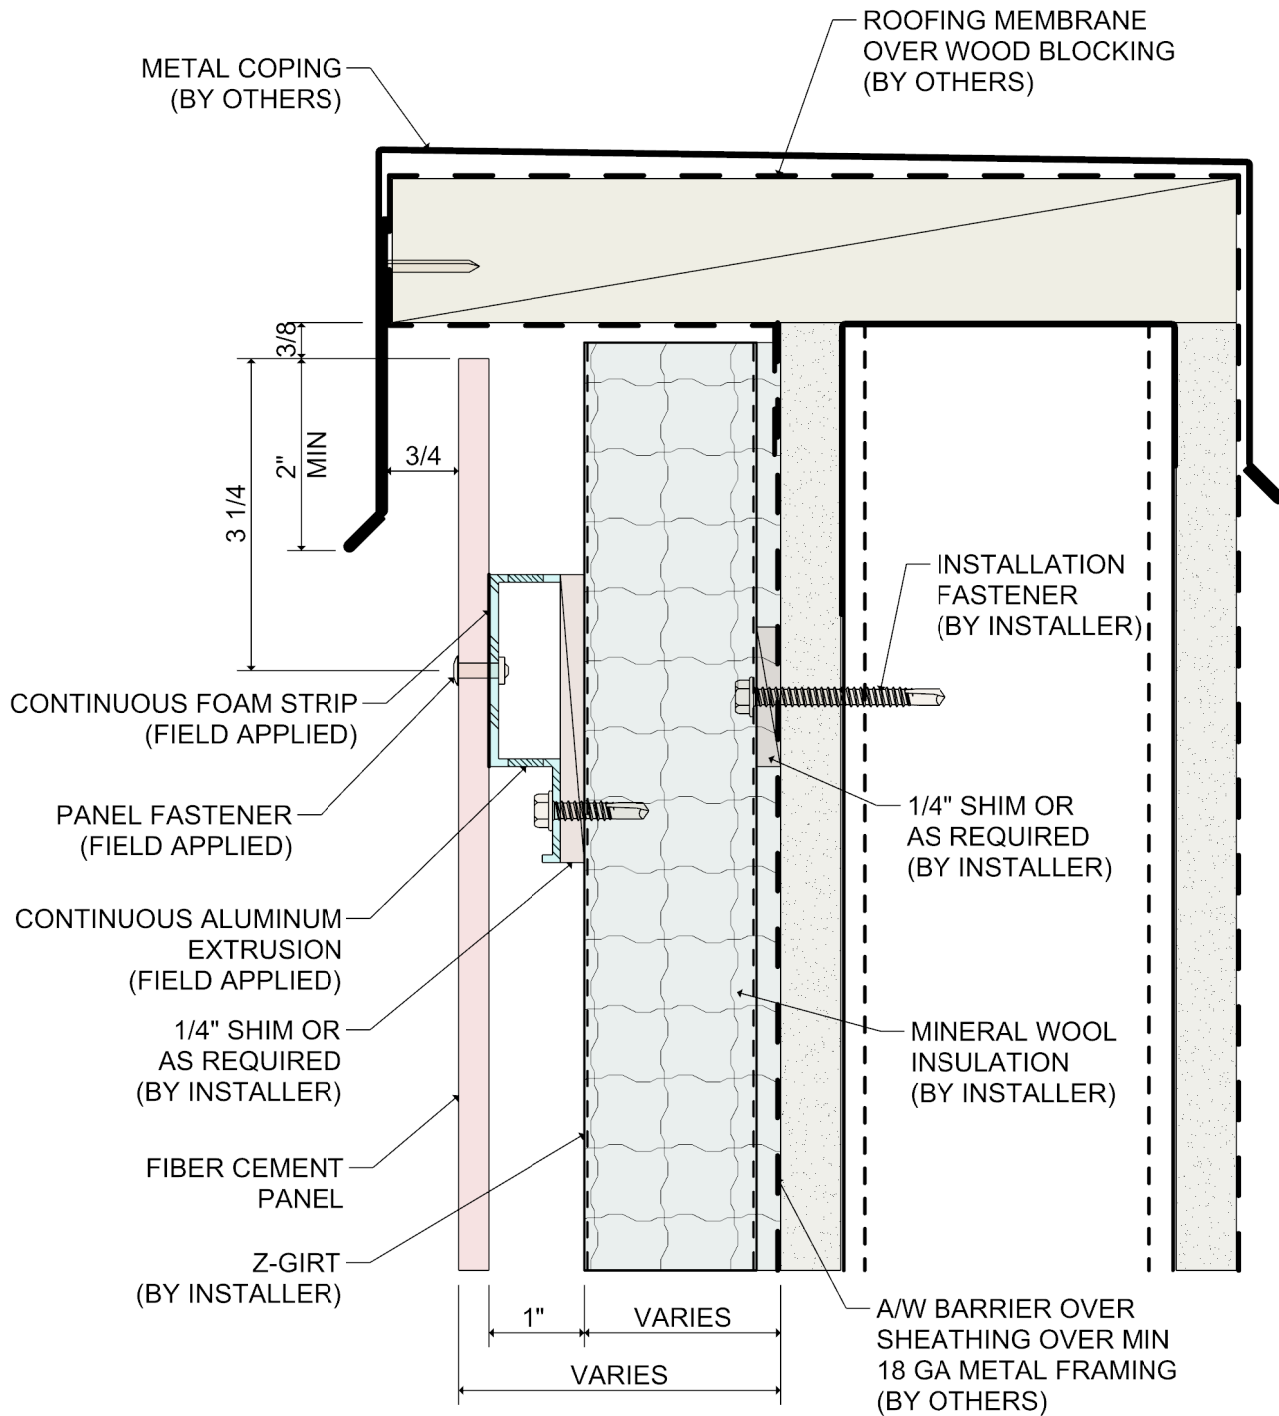 ROOFING MEMBRANE
OVER WOOD BLOCKING
(BY OTHERS)
METAL COPING
(BY OTHERS)
3/8
2"
MIN
3/4
3 1/4
INSTALLATION
FASTENER
(BY INSTALLER)
CONTINUOUS FOAM STRIP
(FIELD APPLIED)
PANEL FASTENER
(FIELD APPLIED)
1/4" SHIM OR
AS REQUIRED
(BY INSTALLER)
CONTINUOUS ALUMINUM
EXTRUSION
(FIELD APPLIED)
1/4" SHIM OR
AS REQUIRED
(BY INSTALLER)
MINERAL WOOL
INSULATION
(BY INSTALLER)
FIBER CEMENT
PANEL
Z-GIRT
(BY INSTALLER)
1"
VARIES
VARIES
A/W BARRIER OVER
SHEATHING OVER MIN
18 GA METAL FRAMING
(BY OTHERS)